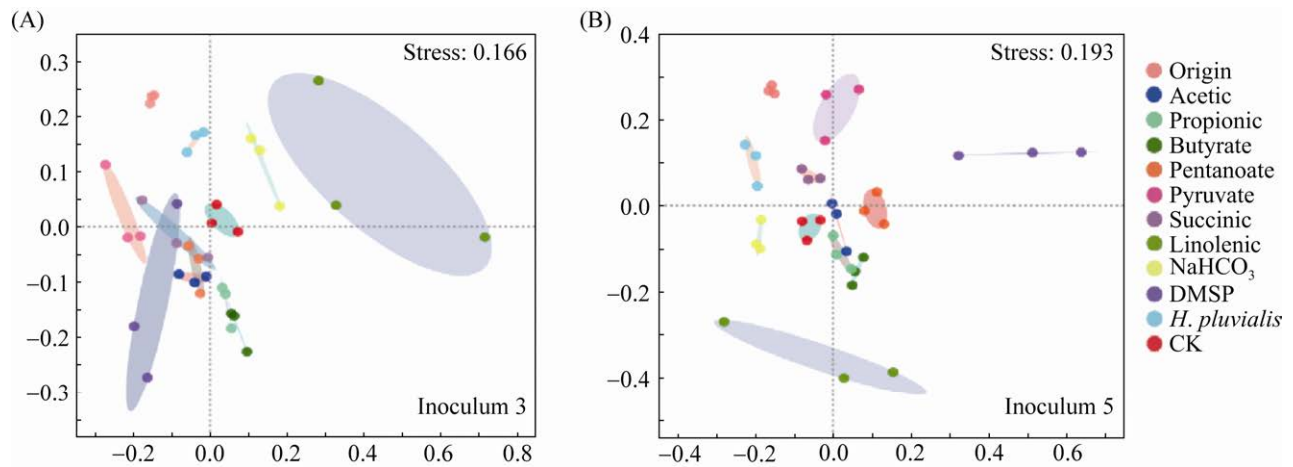 (A)
Stress: 0.166
0.3
0.2
0.1
0.0
−0.1
−0.2
−0.3
Inoculum 3
−0.2 0.0 0.2 0.4 0.6 0.8
(B)
Stress: 0.193
0.4
0.2
0.0
−0.2
−0.4
Inoculum 5
−0.4 −0.2 0.0 0.2 0.4 0.6
Origin
Acetic
Propionic
Butyrate
Pentanoate
Pyruvate
Succinic
Linolenic
NaHCO₃
DMSP
H. pluvialis
CK